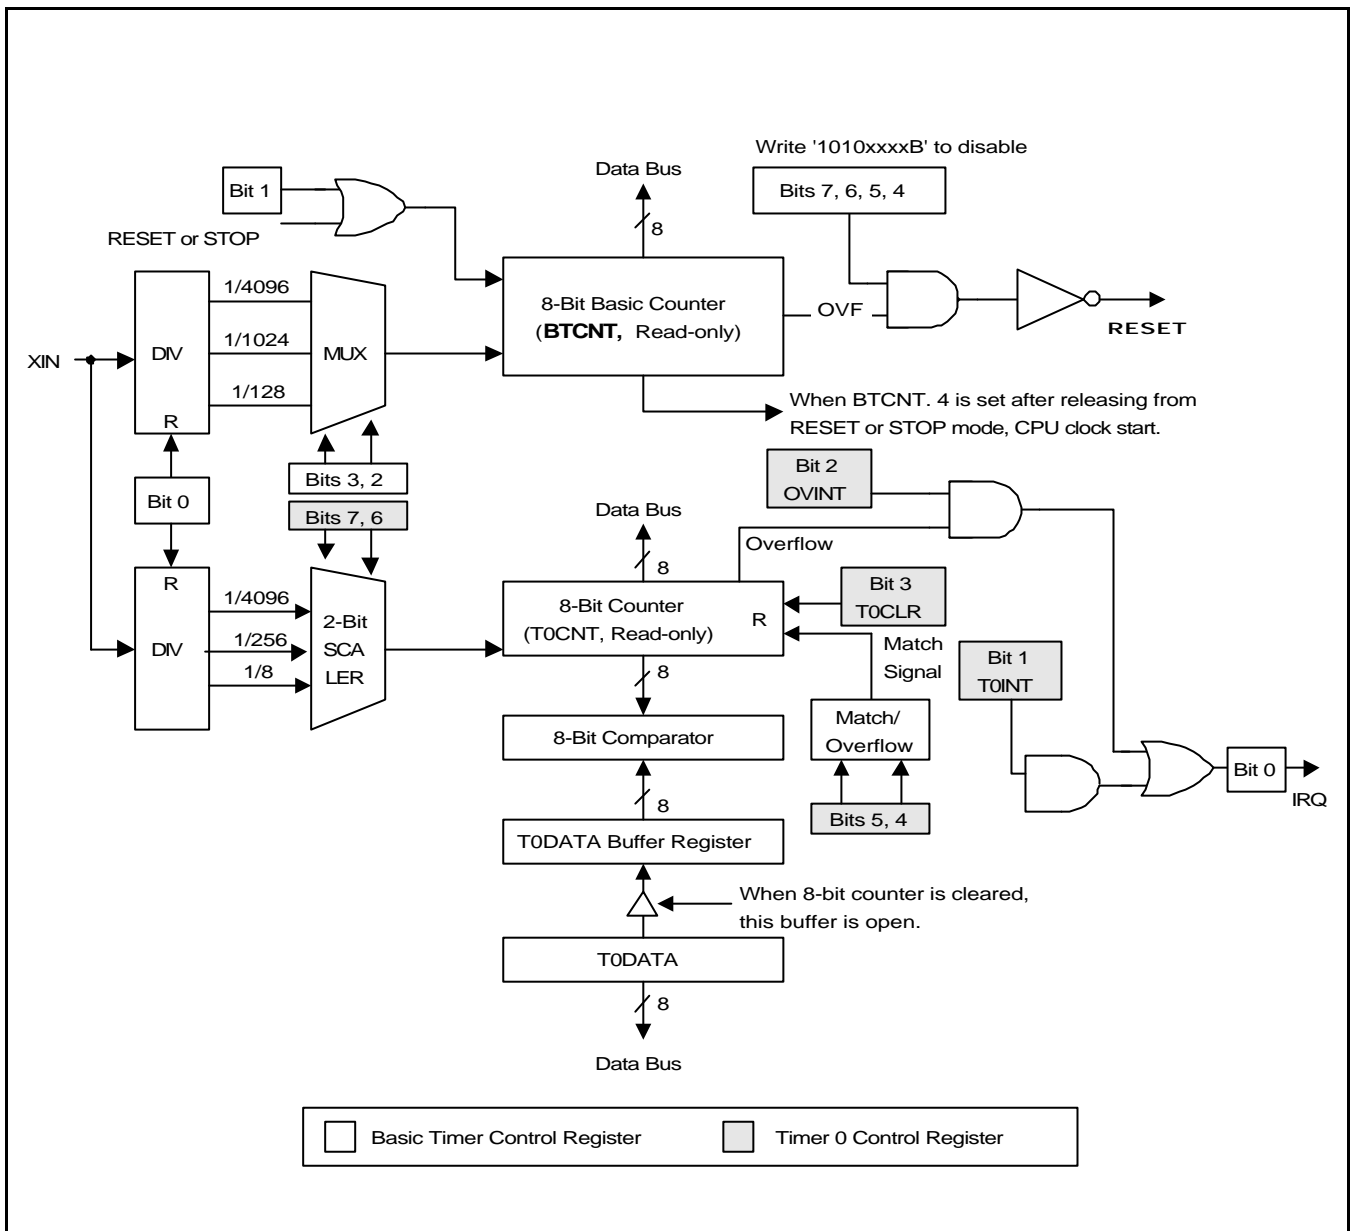 Write '1010xxxxB' to disable
Data Bus
Bit 1
Bits 7, 6, 5, 4
8
RESET or STOP
1/4096
8-Bit Basic Counter
(BTCNT, Read-only)
OVF
RESET
XIN
DIV
1/1024
MUX
1/128
R
When BTCNT. 4 is set after releasing from
RESET or STOP mode, CPU clock start.
Bits 3, 2
Bit 0
Bits 7, 6
Bit 2
OVINT
Data Bus
Overflow
8
R
1/4096
DIV
1/256
1/8
2-Bit
SCA
LER
8-Bit Counter
(T0CNT, Read-only)
R
Bit 3
T0CLR
Match
Signal
Bit 1
T0INT
8
8-Bit Comparator
Match/
Overflow
Bit 0
IRQ
8
Bits 5, 4
T0DATA Buffer Register
When 8-bit counter is cleared,
this buffer is open.
T0DATA
8
Data Bus
Basic Timer Control Register
Timer 0 Control Register